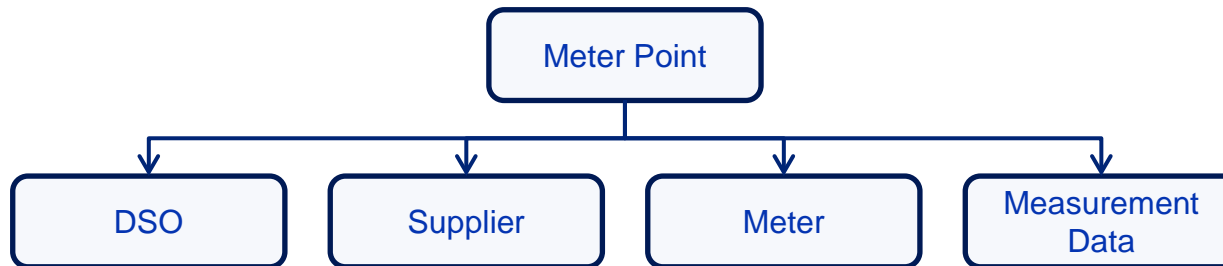 Meter Point
DSO
Supplier
Meter
Measurement
Data